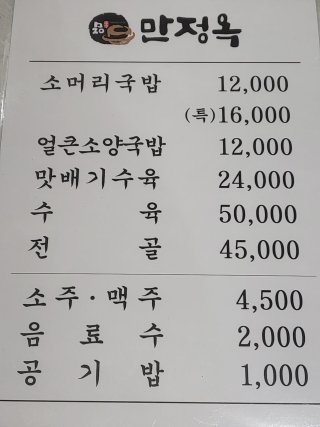 만정옥
소머리국밥 12,000
(특)16,000
얼큰소양국밥 12,000
맛배기수육 24,000
수 육 50,000
전 골 45,000
소주·맥주 4,500
음 료 수 2,000
공 기 밥 1,000